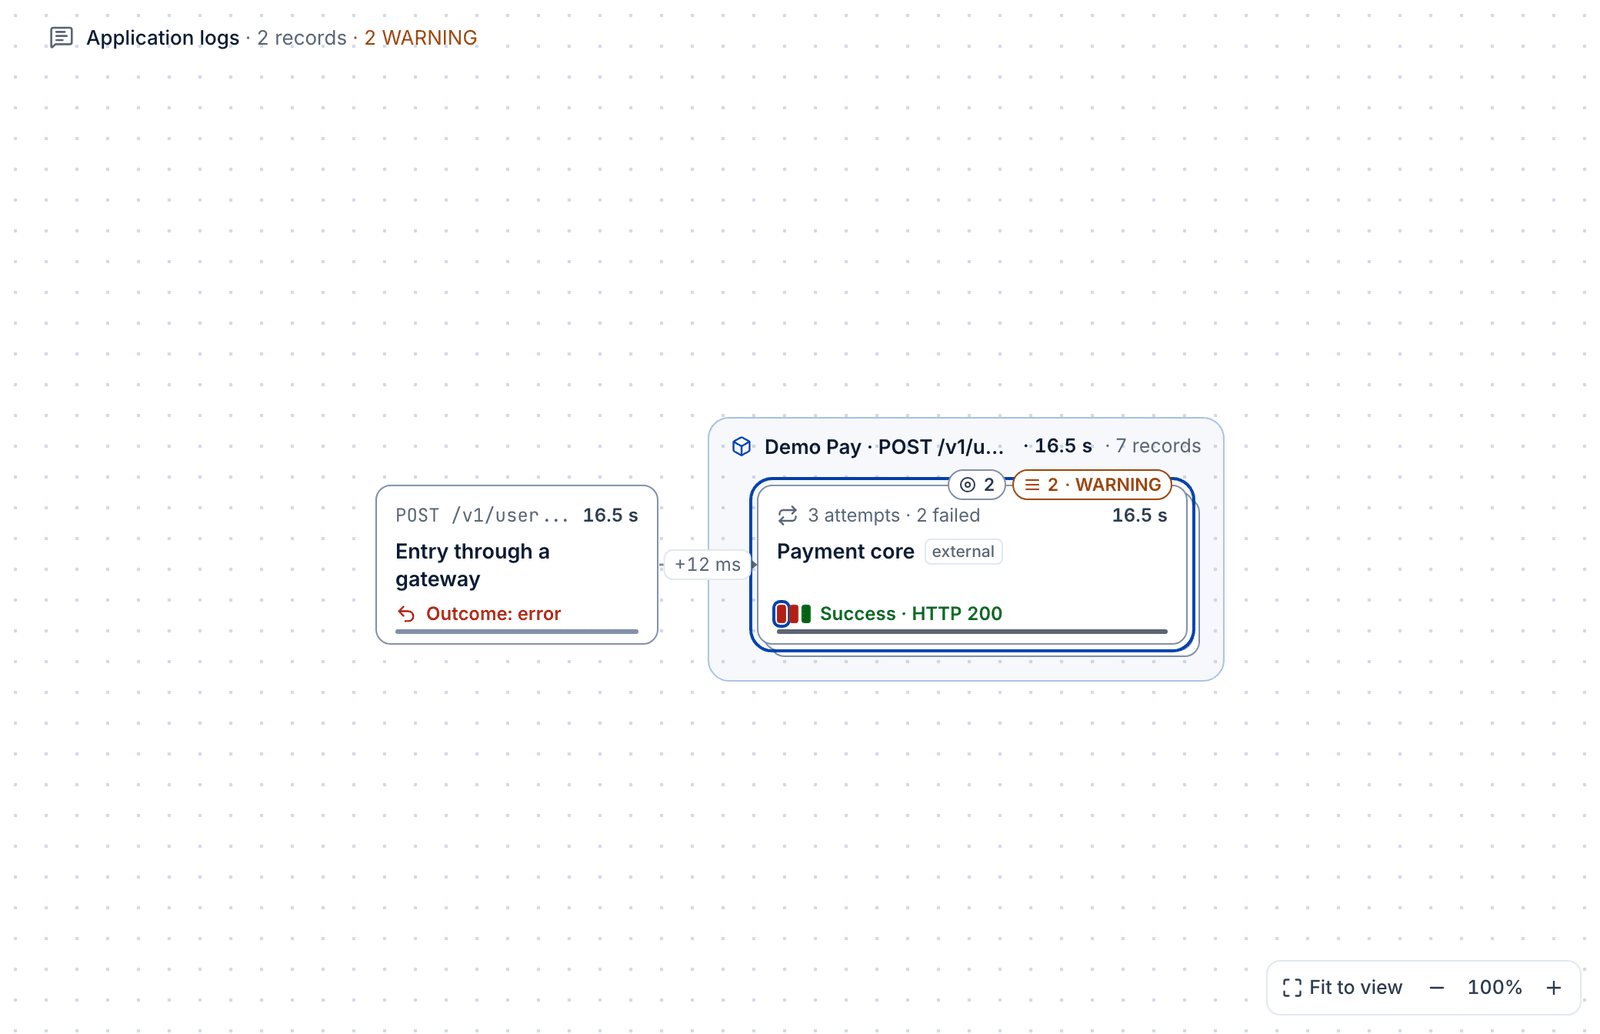 Application logs · 2 records · 2 WARNING
Demo Pay · POST /v1/u... · 16.5 s · 7 records
2
2 · WARNING
POST /v1/user... 16.5 s
Entry through a
gateway
Outcome: error
+12 ms
3 attempts · 2 failed 16.5 s
Payment core external
Success · HTTP 200
Fit to view − 100% +